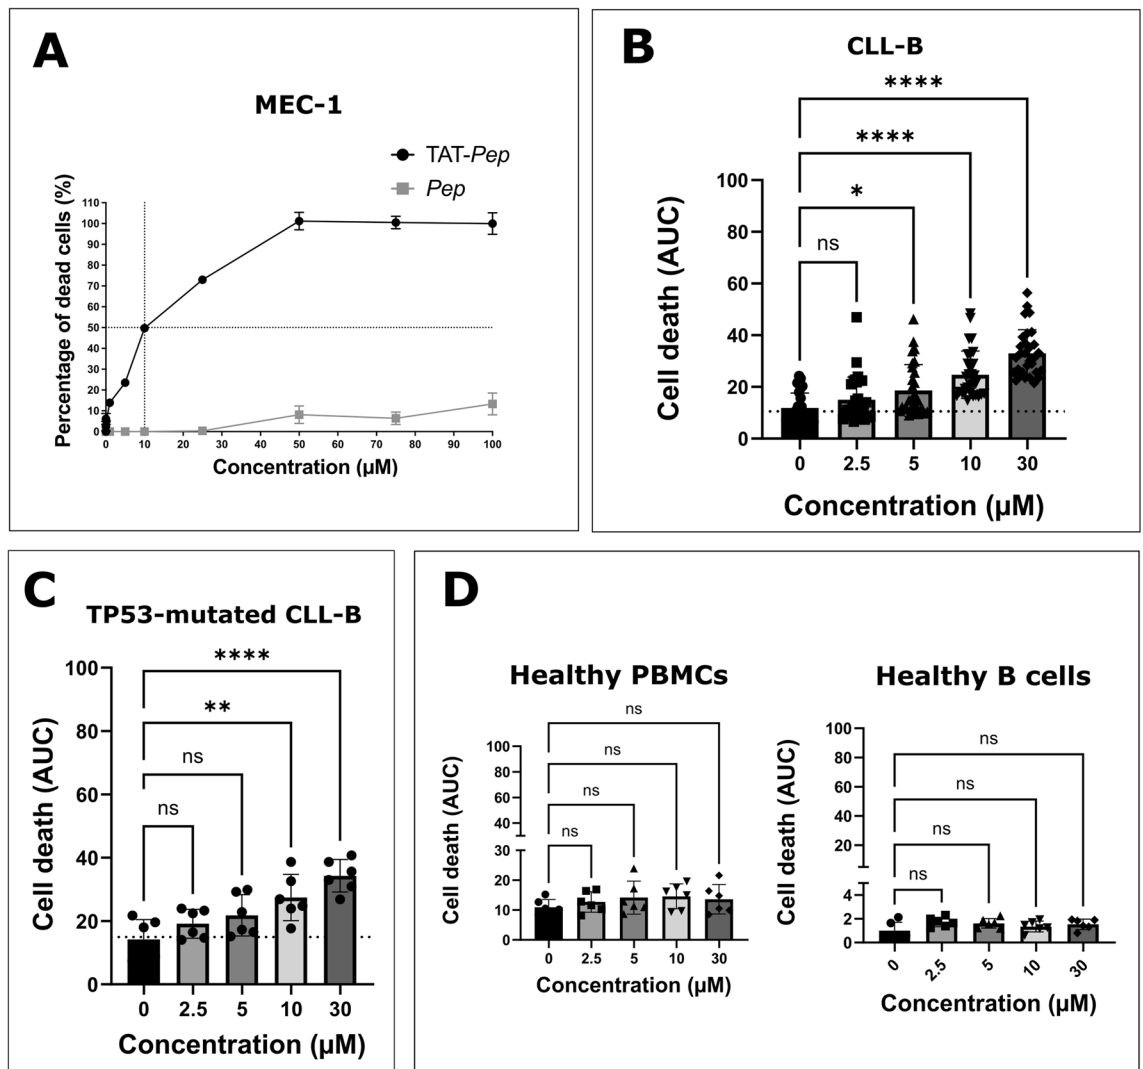 A
MEC-1
TAT-Pep
Pep
Percentage of dead cells (%)
110
100
90
80
70
60
50
40
30
20
10
0
0 10 20 30 40 50 60 70 80 90 100
Concentration (µM)
B
CLL-B
****
****
*
ns
Cell death (AUC)
100
80
60
40
20
0
0 2.5 5 10 30
Concentration (µM)
C
TP53-mutated CLL-B
****
**
ns
ns
Cell death (AUC)
100
80
60
40
20
0
0 2.5 5 10 30
Concentration (µM)
D
Healthy PBMCs
ns
ns
ns
ns
Cell death (AUC)
100
80
60
40
30
20
10
0
0 2.5 5 10 30
Concentration (µM)
Healthy B cells
ns
ns
ns
ns
Cell death (AUC)
100
80
60
40
20
4
2
0
0 2.5 5 10 30
Concentration (µM)